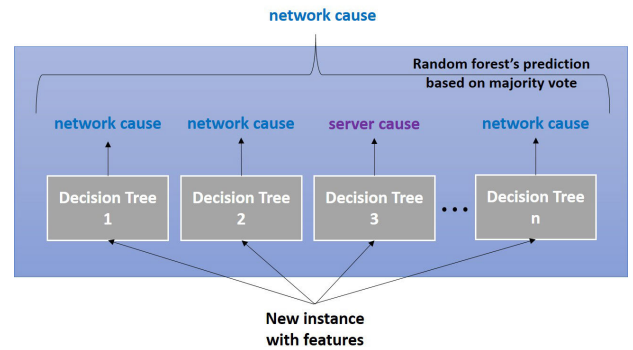 network cause
Random forest's prediction
based on majority vote
network cause
network cause
server cause
network cause
Decision Tree
1
Decision Tree
2
Decision Tree
3
...
Decision Tree
n
New instance
with features